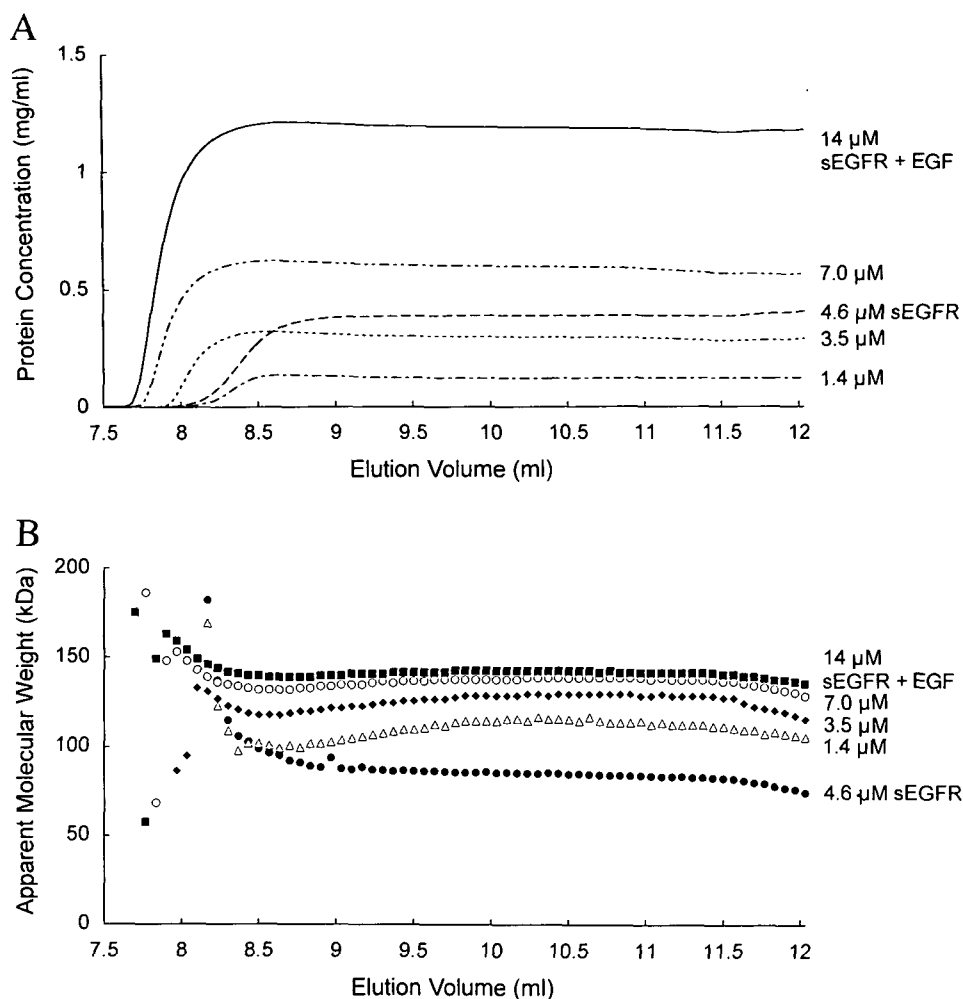 A
Protein Concentration (mg/ml)
1.5
1
0.5
0
7.5 8 8.5 9 9.5 10 10.5 11 11.5 12
Elution Volume (ml)
14 µM
sEGFR + EGF
7.0 µM
4.6 µM sEGFR
3.5 µM
1.4 µM
B
Apparent Molecular Weight (kDa)
200
150
100
50
0
7.5 8 8.5 9 9.5 10 10.5 11 11.5 12
Elution Volume (ml)
14 µM
sEGFR + EGF
7.0 µM
3.5 µM
1.4 µM
4.6 µM sEGFR